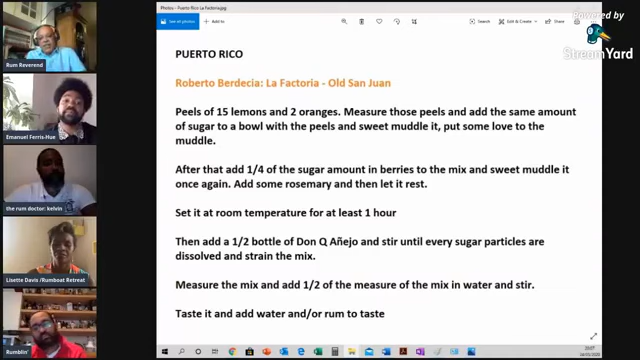 Photos - Puerto Rico La Factoria.jpg
See all photos
Add to
Search
Edit & Create
Share
Powered by
StreamYard
Rum Reverend
Emanuel Ferris-Hue
the rum doctor: kelvin
Lisette Davis /Rumboat Retreat
Rumblin'
PUERTO RICO
Roberto Berdecia: La Factoria - Old San Juan
Peels of 15 lemons and 2 oranges. Measure those peels and add the same amount
of sugar to a bowl with the peels and sweet muddle it, put some love to the
muddle.
After that add 1/4 of the sugar amount in berries to the mix and sweet muddle it
once again. Add some rosemary and then let it rest.
Set it at room temperature for at least 1 hour
Then add a 1/2 bottle of Don Q Añejo and stir until every sugar particles are
dissolved and strain the mix.
Measure the mix and add 1/2 of the measure of the mix in water and stir.
Taste it and add water and/or rum to taste